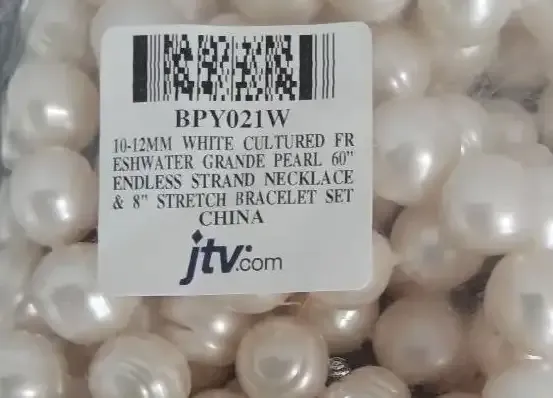 BPY021W
10-12MM WHITE CULTURED FR
ESHWATER GRANDE PEARL 60"
ENDLESS STRAND NECKLACE
& 8" STRETCH BRACELET SET
CHINA
jtv.com